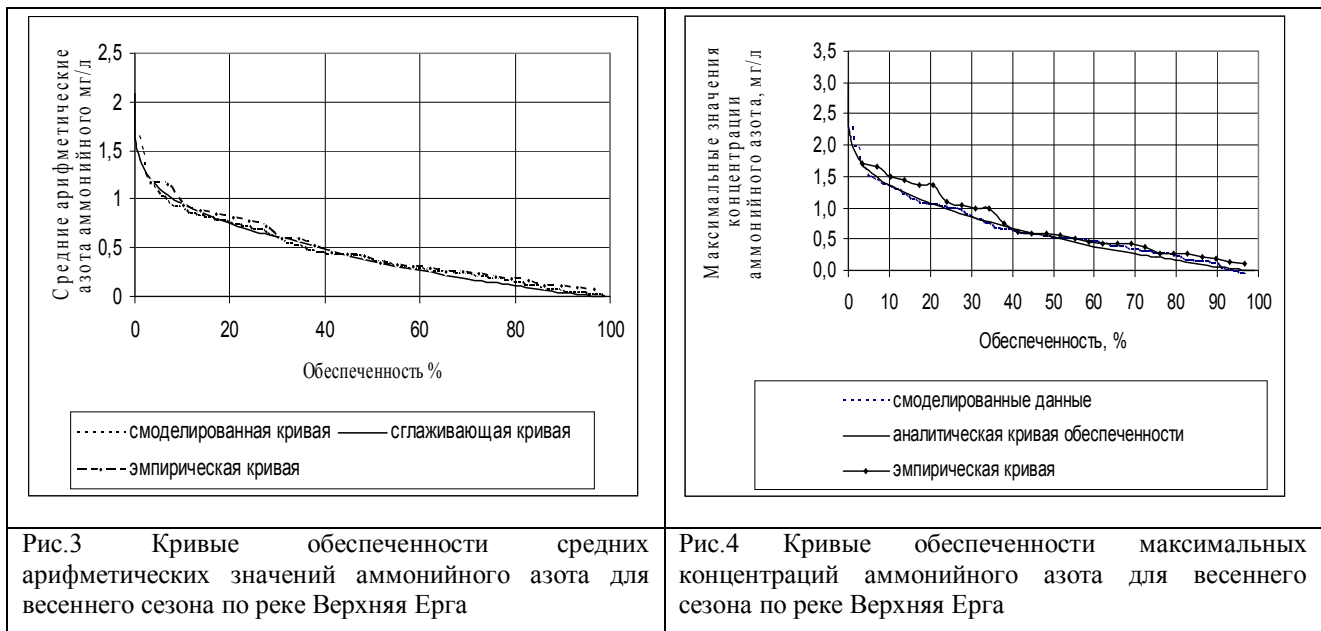 Средние арифметические
азота аммонийного мг/л
2,5
2
1,5
1
0,5
0
0 20 40 60 80 100
Обеспеченность %
смоделированная кривая сглаживающая кривая
эмпирическая кривая
Максимальные значения
концентрации
аммонийного азота, мг/л
3,5
3,0
2,5
2,0
1,5
1,0
0,5
0,0
0 10 20 30 40 50 60 70 80 90 100
Обеспеченность, %
смоделированные данные
аналитическая кривая обеспеченности
эмпирическая кривая
Рис.3 Кривые обеспеченности средних
арифметических значений аммонийного азота для
весеннего сезона по реке Верхняя Ерга
Рис.4 Кривые обеспеченности максимальных
концентраций аммонийного азота для весеннего
сезона по реке Верхняя Ерга